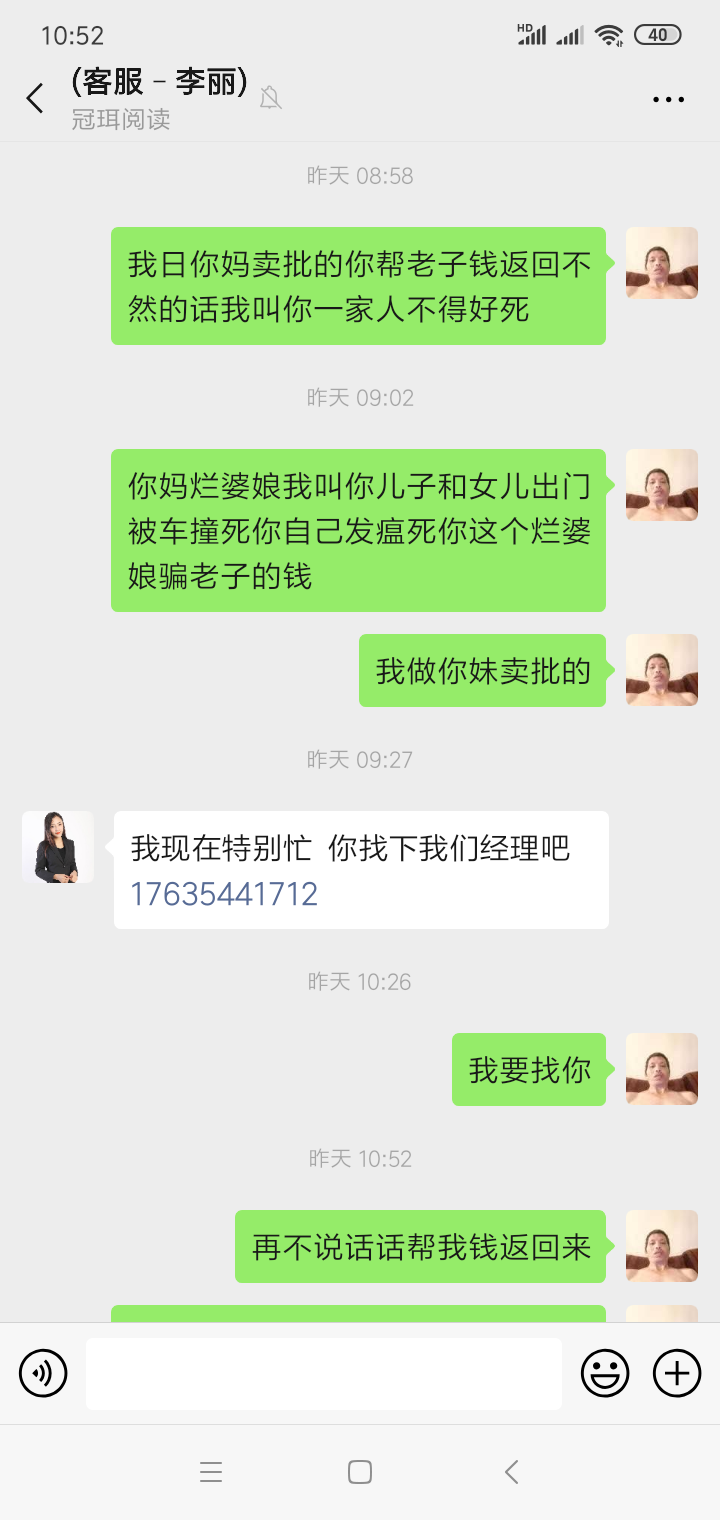 10:52
HD
40
(客服 – 李丽)
冠珥阅读
昨天 08:58
我日你妈卖批的你帮老子钱返回不
然的话我叫你一家人不得好死
昨天 09:02
你妈烂婆娘我叫你儿子和女儿出门
被车撞死你自己发瘟死你这个烂婆
娘骗老子的钱
我做你妹卖批的
昨天 09:27
我现在特别忙 你找下我们经理吧
17635441712
昨天 10:26
我要找你
昨天 10:52
再不说话话帮我钱返回来